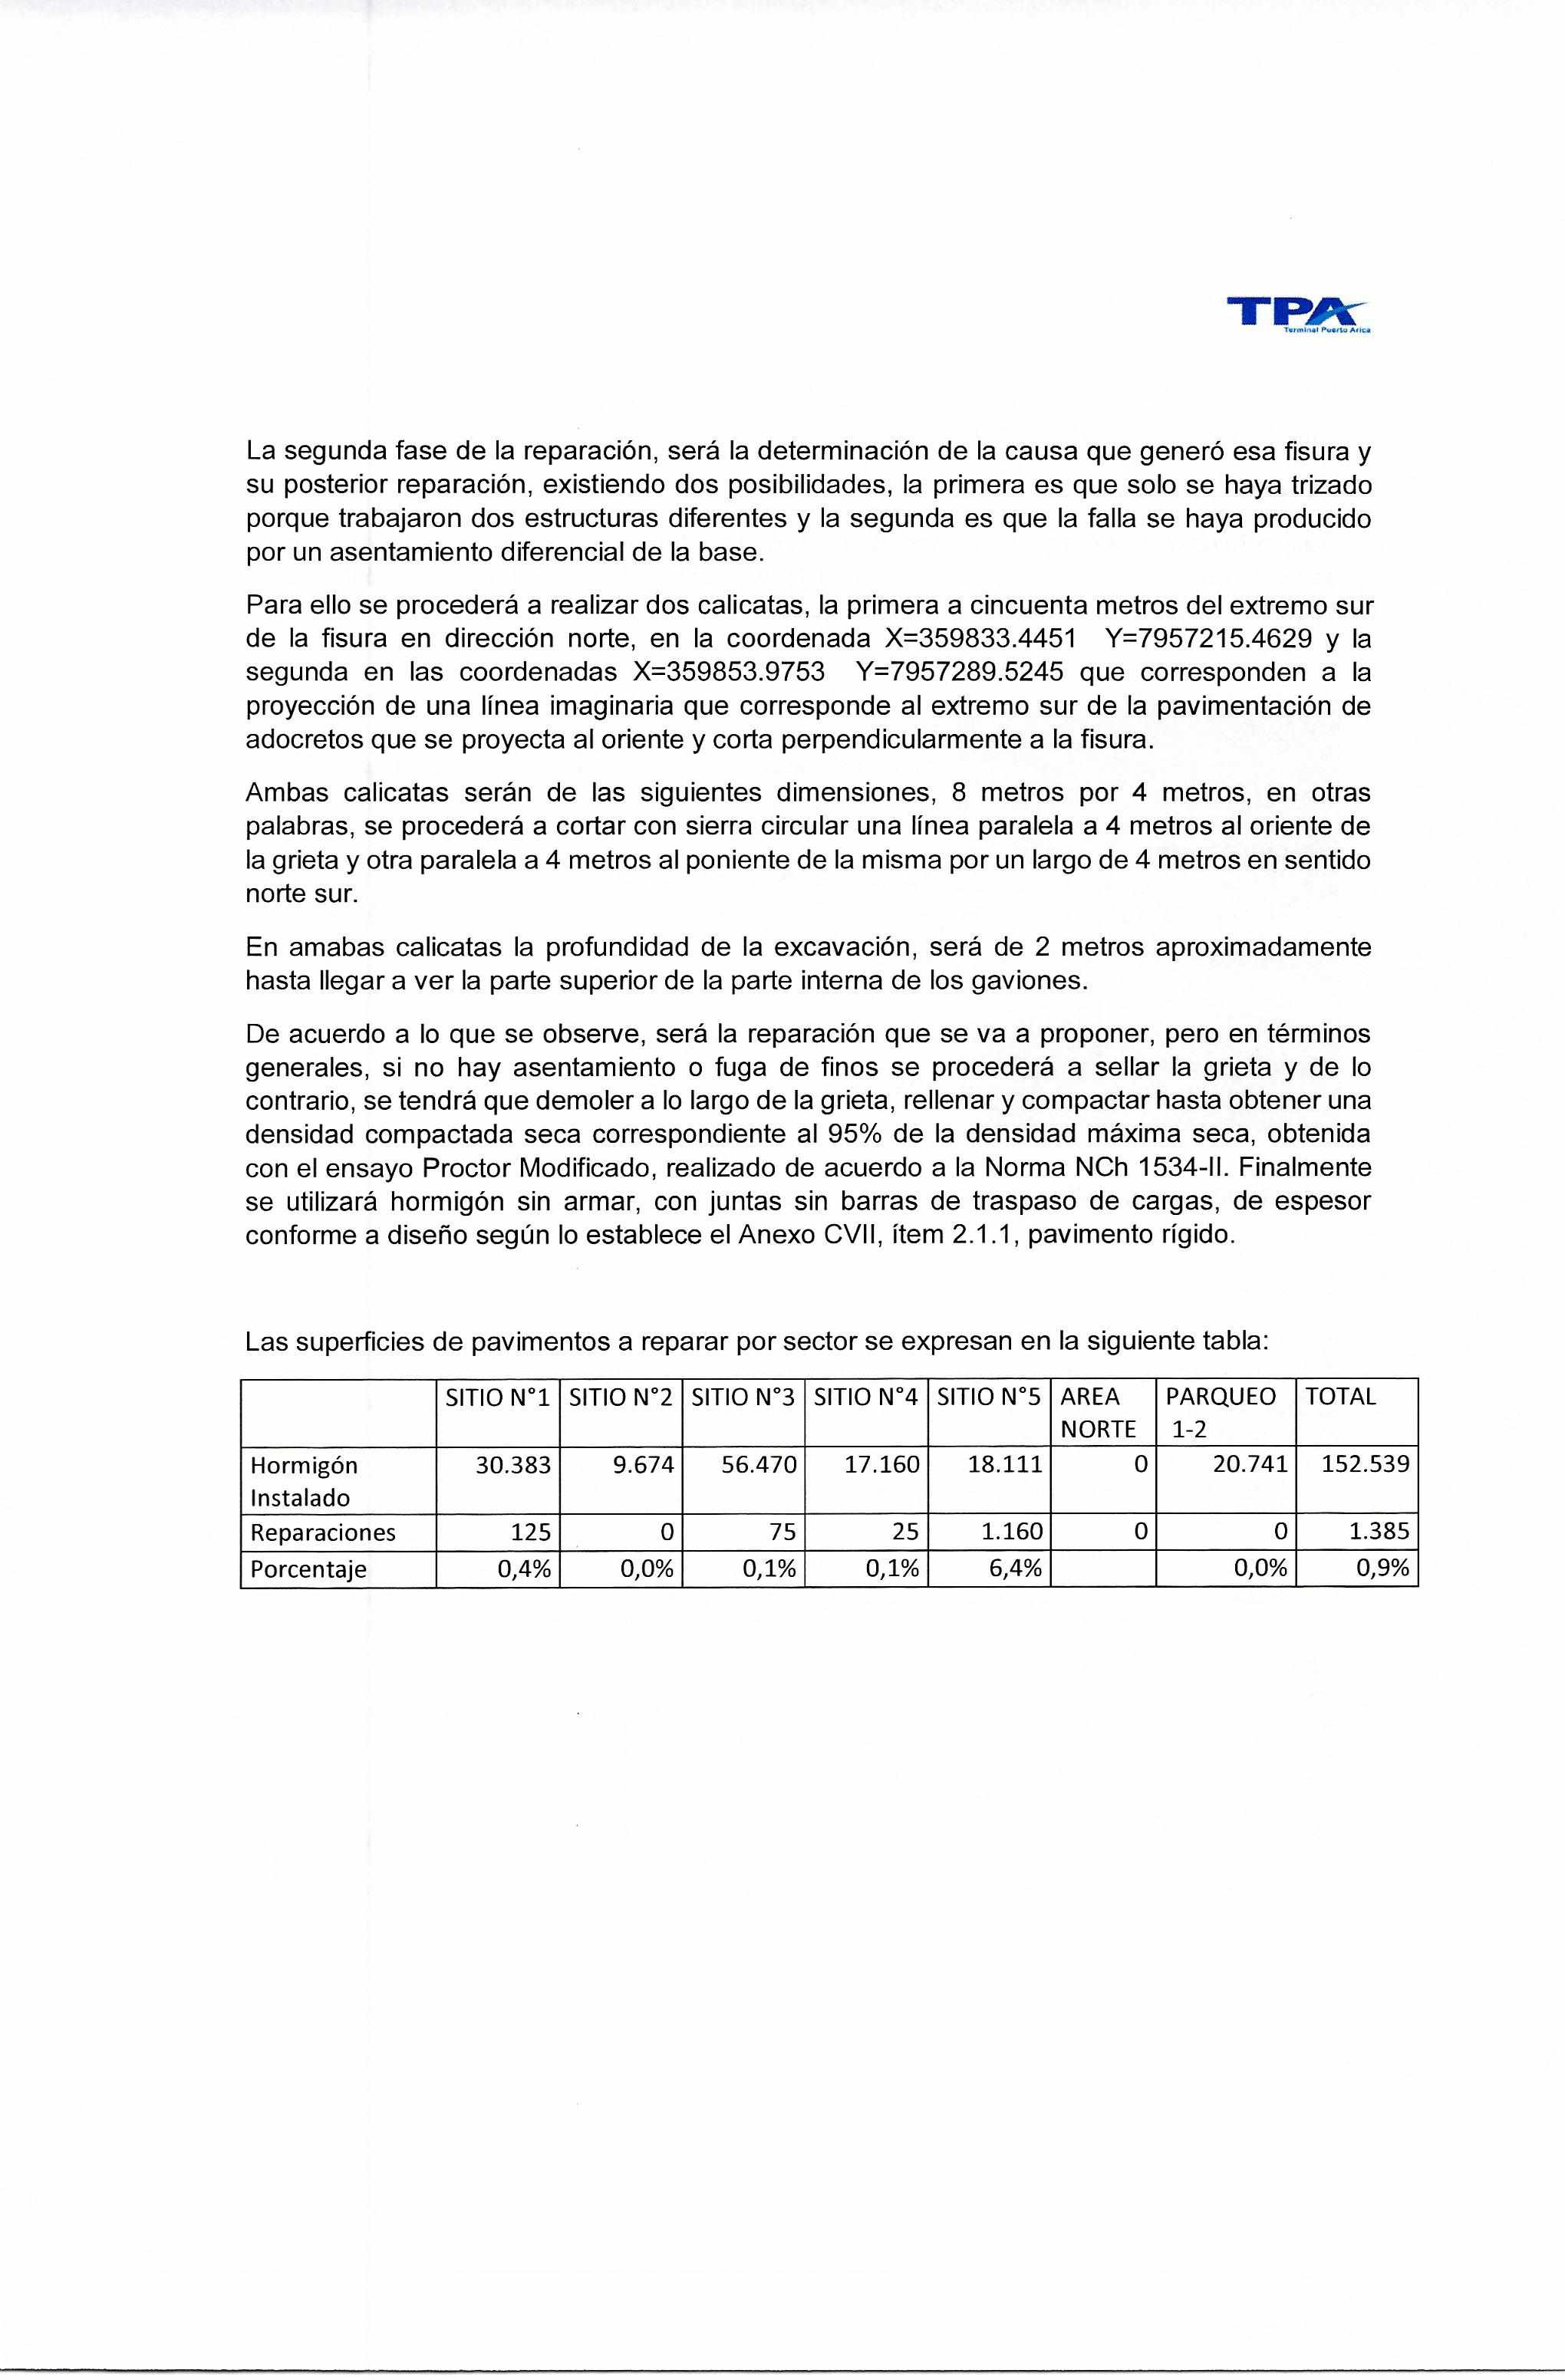 TPA
Terminal Puerto Arica
La segunda fase de la reparación, será la determinación de la causa que generó esa fisura y
su posterior reparación, existiendo dos posibilidades, la primera es que solo se haya trizado
porque trabajaron dos estructuras diferentes y la segunda es que la falla se haya producido
por un asentamiento diferencial de la base.
Para ello se procederá a realizar dos calicatas, la primera a cincuenta metros del extremo sur
de la fisura en dirección norte, en la coordenada X=359833.4451 Y=7957215.4629 y la
segunda en las coordenadas X=359853.9753 Y=7957289.5245 que corresponden a la
proyección de una línea imaginaria que corresponde al extremo sur de la pavimentación de
adocretos que se proyecta al oriente y corta perpendicularmente a la fisura.
Ambas calicatas serán de las siguientes dimensiones, 8 metros por 4 metros, en otras
palabras, se procederá a cortar con sierra circular una línea paralela a 4 metros al oriente de
la grieta y otra paralela a 4 metros al poniente de la misma por un largo de 4 metros en sentido
norte sur.
En amabas calicatas la profundidad de la excavación, será de 2 metros aproximadamente
hasta llegar a ver la parte superior de la parte interna de los gaviones.
De acuerdo a lo que se observe, será la reparación que se va a proponer, pero en términos
generales, si no hay asentamiento o fuga de finos se procederá a sellar la grieta y de lo
contrario, se tendrá que demoler a lo largo de la grieta, rellenar y compactar hasta obtener una
densidad compactada seca correspondiente al 95% de la densidad máxima seca, obtenida
con el ensayo Proctor Modificado, realizado de acuerdo a la Norma NCh 1534-II. Finalmente
se utilizará hormigón sin armar, con juntas sin barras de traspaso de cargas, de espesor
conforme a diseño según lo establece el Anexo CVII, ítem 2.1.1, pavimento rígido.
Las superficies de pavimentos a reparar por sector se expresan en la siguiente tabla:
SITIO N°1 SITIO N°2 SITIO N°3 SITIO N°4 SITIO N°5 AREA NORTE PARQUEO 1-2 TOTAL
Hormigón Instalado 30.383 9.674 56.470 17.160 18.111 0 20.741 152.539
Reparaciones 125 0 75 25 1.160 0 0 1.385
Porcentaje 0,4% 0,0% 0,1% 0,1% 6,4% 0,0% 0,9%